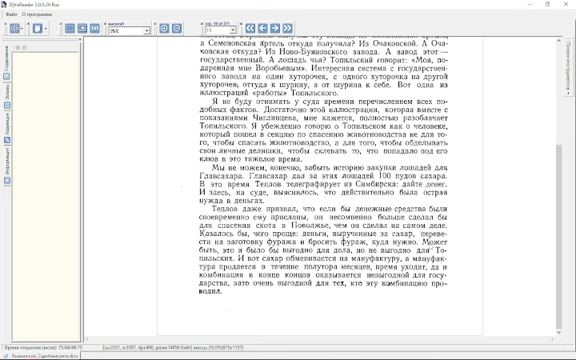 DjVuReader 2.0.0.26 Rus
Файл О программе
а Семеновская артель откуда получила? Из Очаковской. А Оча-
ковская откуда? Из Ново-Буяновского завода. А завод этот —
государственный. А лошадь чья? Топильский говорит: «Моя, по-
даренная мне Воробьевым». Интересная система с государствен-
ного завода на один хуторочек, с одного хуторочка на другой
хуторочек, оттуда к шурину, а от шурина к себе. Вот одна из
иллюстраций «работы» Топильского.
Я не буду отнимать у суда времени перечислением всех по-
добных фактов. Достаточно этой иллюстрации, которая вместе с
показаниями Чиглинцева, мне кажется, полностью разоблачает
Топильского. Я убежденно говорю о Топильском как о человеке,
который пошел в секцию по спасению животноводства не для то-
го, чтобы спасать животноводство, а для того, чтобы обделывать
свои личные делишки, чтобы склевать то, что попадало под его
клюв в это тяжелое время.
Мы не можем, конечно, забыть историю закупки лошадей для
Главсахара. Главсахар дал за этих лошадей 100 пудов сахара.
В это время Теплов телеграфирует из Симбирска: дайте денег.
И здесь, на суде, выяснилось, что действительно была острая
нужда в деньгах.
Теплов даже признал, что если бы денежные средства были
своевременно ему присланы, он несомненно больше сделал бы
для спасения скота в Поволжье, чем он сделал на самом деле.
Казалось бы, чего проще: деньги, вырученные за сахар, переве-
сти на заготовку фуража и бросить фураж, куда нужно. Может
быть, это и было бы выгодно для дела, но не выгодно для То-
пильских. И вот сахар обменивается на мануфактуру, а мануфак-
тура продается в течение полутора месяцев, время уходит, да и
комбинация в конце концов оказывается невыгодной для госу-
дарства, зато очень выгодной для тех, кто эту комбинацию про-
водил.